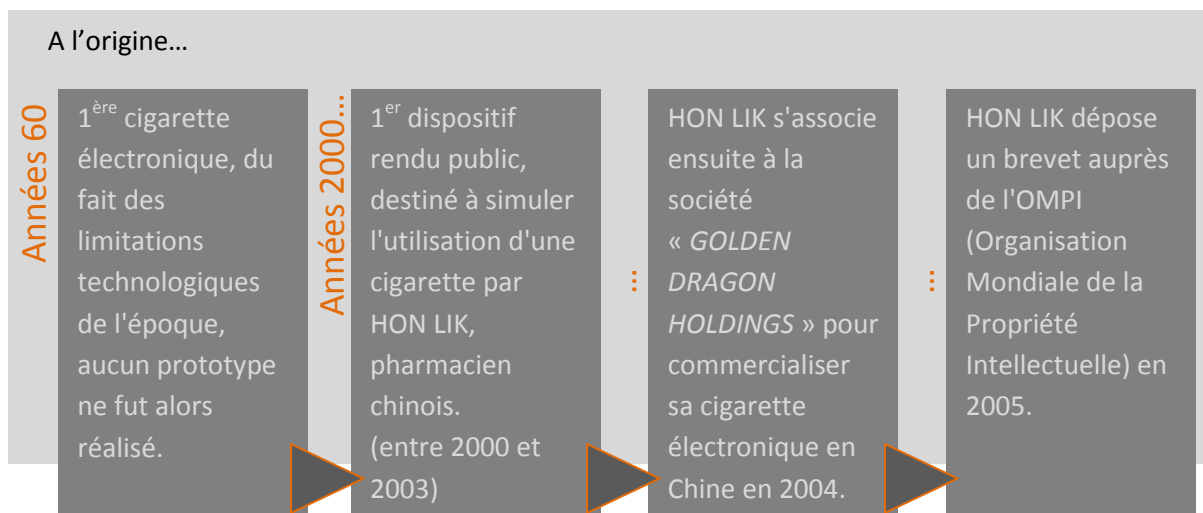 A l'origine…
Années 60
1ère cigarette
électronique, du
fait des
limitations
technologiques
de l'époque,
aucun prototype
ne fut alors
réalisé.
Années 2000…
1er dispositif
rendu public,
destiné à simuler
l'utilisation d'une
cigarette par
HON LIK,
pharmacien
chinois.
(entre 2000 et
2003)
…
HON LIK s'associe
ensuite à la
société
« GOLDEN
DRAGON
HOLDINGS » pour
commercialiser
sa cigarette
électronique en
Chine en 2004.
…
HON LIK dépose
un brevet auprès
de l'OMPI
(Organisation
Mondiale de la
Propriété
Intellectuelle) en
2005.